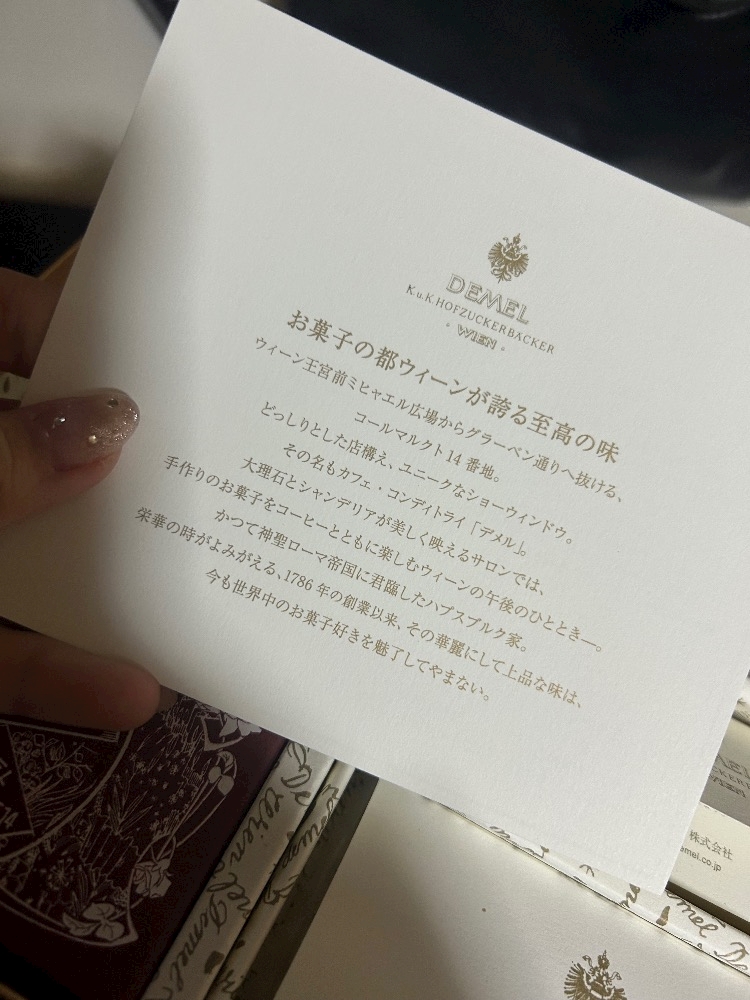 DEMEL
K.u.K.HOFZUCKERBÄCKER
WIEN
お菓子の都ウィーンが誇る至高の味
ウィーン王宮前ミヒャエル広場からグラーベン通りへ抜ける、
コールマルクト14番地。
どっしりとした店構え、ユニークなショーウィンドウ。
その名もカフェ・コンディトライ「デメル」。
大理石とシャンデリアが美しく映えるサロンでは、
手作りのお菓子をコーヒーとともに楽しむウィーンの午後のひととき―。
かつて神聖ローマ帝国に君臨したハプスブルク家。
栄華の時がよみがえる、1786年の創業以来、その華麗にして上品な味は、
今も世界中のお菓子好きを魅了してやまない。
株式会社
emel.co.jp
Wien
Demel